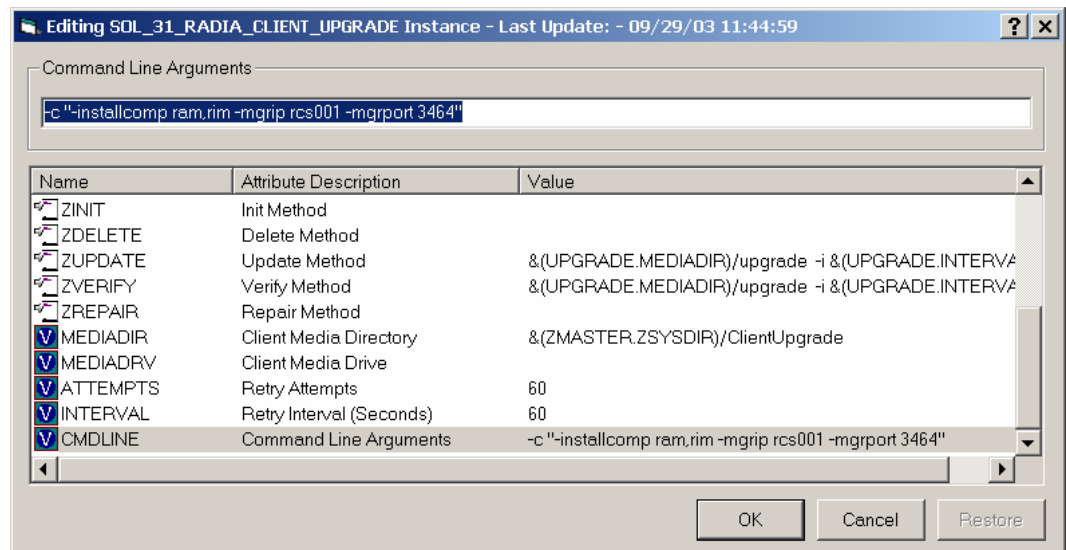 Editing SOL_31_RADIA_CLIENT_UPGRADE Instance - Last Update: - 09/29/03 11:44:59
Command Line Arguments
-c "-installcomp ram,rim -mgrip rcs001 -mgrport 3464"
Name Attribute Description Value
ZINIT Init Method
ZDELETE Delete Method
ZUPDATE Update Method &(UPGRADE.MEDIADIR)/upgrade -i &(UPGRADE.INTERVA
ZVERIFY Verify Method &(UPGRADE.MEDIADIR)/upgrade -i &(UPGRADE.INTERVA
ZREPAIR Repair Method
V MEDIADIR Client Media Directory &(ZMASTER.ZSYSDIR)/ClientUpgrade
V MEDIADRV Client Media Drive
V ATTEMPTS Retry Attempts 60
V INTERVAL Retry Interval (Seconds) 60
V CMDLINE Command Line Arguments -c "-installcomp ram,rim -mgrip rcs001 -mgrport 3464"
OK Cancel Restore